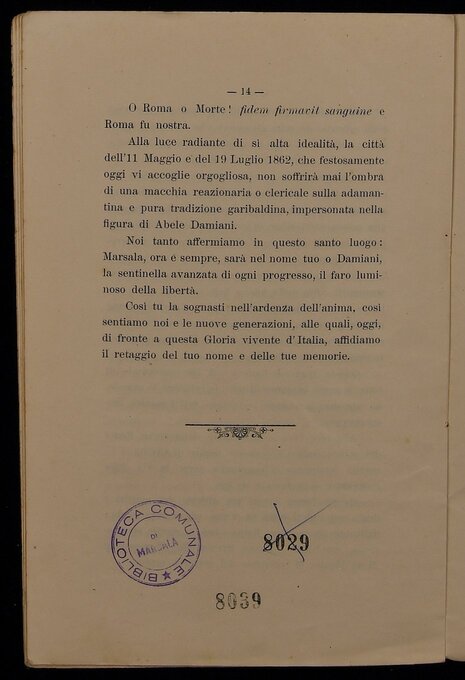 — 14 —
O Roma o Morte! fidem firmavit sanguine e
Roma fu nostra.
Alla luce radiante di sì alta idealità, la città
dell'11 Maggio e del 19 Luglio 1862, che festosamente
oggi vi accoglie orgogliosa, non soffrirà mai l'ombra
di una macchia reazionaria o clericale sulla adaman-
tina e pura tradizione garibaldina, impersonata nella
figura di Abele Damiani.
Noi tanto affermiamo in questo santo luogo:
Marsala, ora e sempre, sarà nel nome tuo o Damiani,
la sentinella avanzata di ogni progresso, il faro lumi-
noso della libertà.
Così tu la sognasti nell'ardenza dell'anima, così
sentiamo noi e le nuove generazioni, alle quali, oggi,
di fronte a questa Gloria vivente d'Italia, affidiamo
il retaggio del tuo nome e delle tue memorie.
BIBLIOTECA COMUNALE
DI
MARSALA
8029
8039